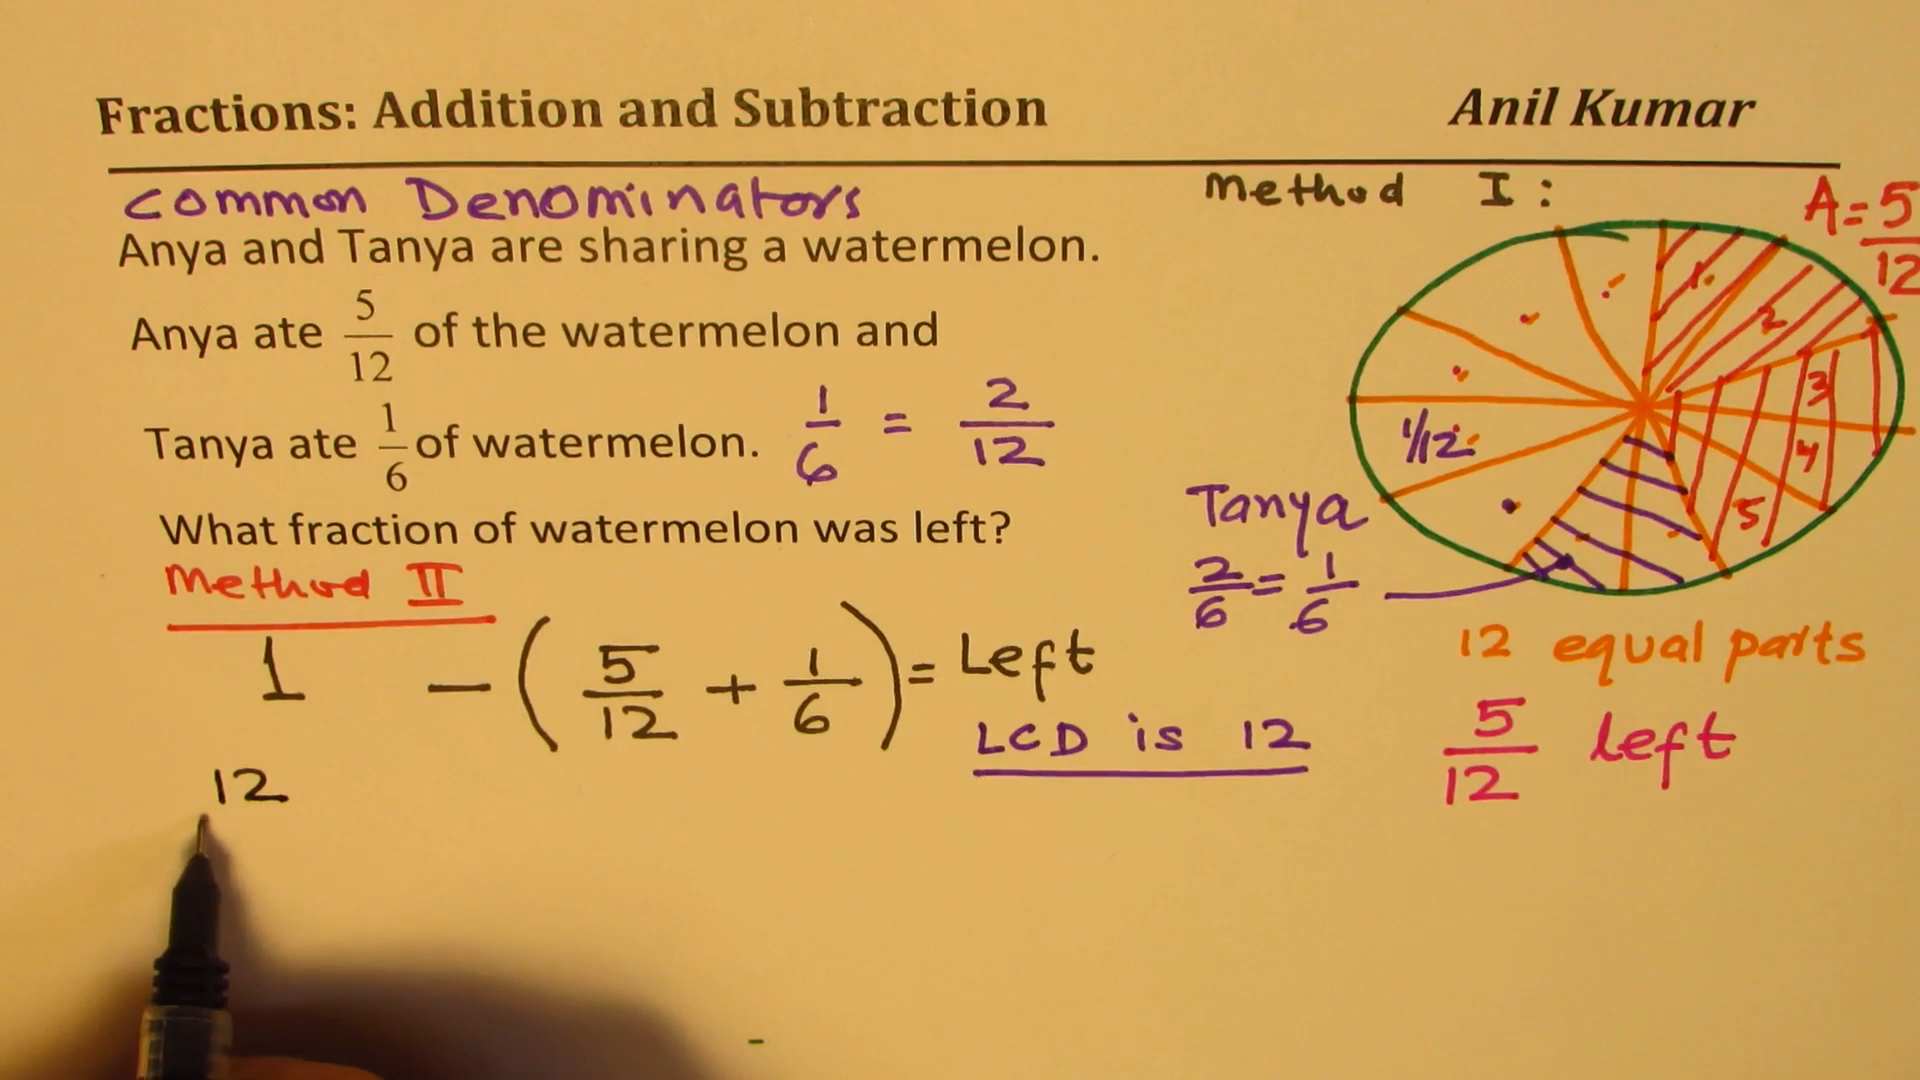 Fractions: Addition and Subtraction Anil Kumar
Common Denominators
Anya and Tanya are sharing a watermelon.
Anya ate 5/12 of the watermelon and
Tanya ate 1/6 of watermelon. 1/6 = 2/12
What fraction of watermelon was left?
Method II
1 - ( 5/12 + 1/6 ) = Left
LCD is 12
12
Method I :
A = 5/12
1
2
3
4
5
1/12
Tanya
2/6 = 1/6
12 equal parts
5/12 left